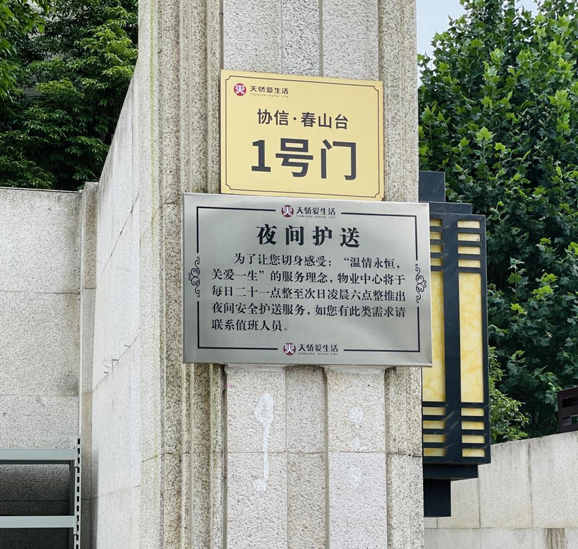 天骄爱生活
协信·春山台
1号门
天骄爱生活
夜间护送
为了让您切身感受：“温情永恒，
关爱一生”的服务理念，物业中心将于
每日二十一点整至次日凌晨六点整推出
夜间安全护送服务，如您有此类需求请
联系值班人员。
天骄爱生活